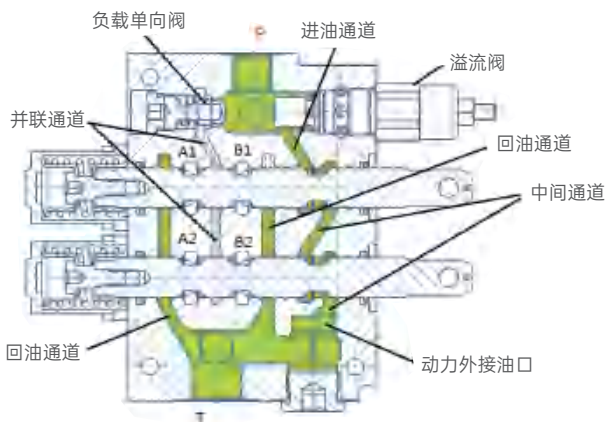 负载单向阀
P
进油通道
溢流阀
并联通道
回油通道
A1
B1
中间通道
A2
B2
回油通道
动力外接油口
T